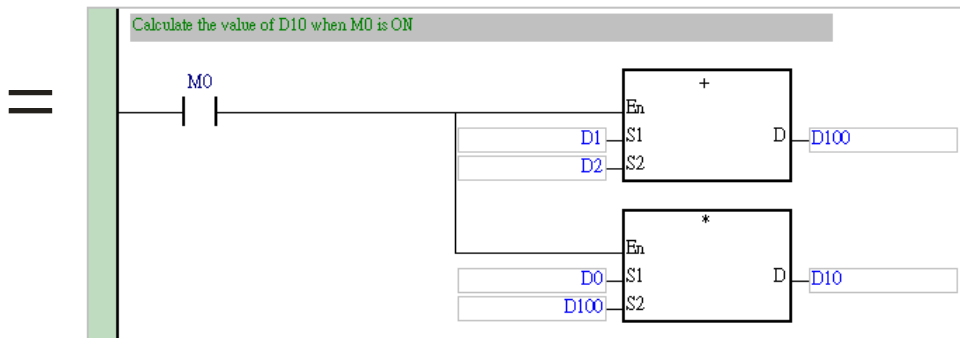 Calculate the value of D10 when M0 is ON
=
M0
+
En
D1 S1 D D100
D2 S2
*
En
D0 S1 D D10
D100 S2